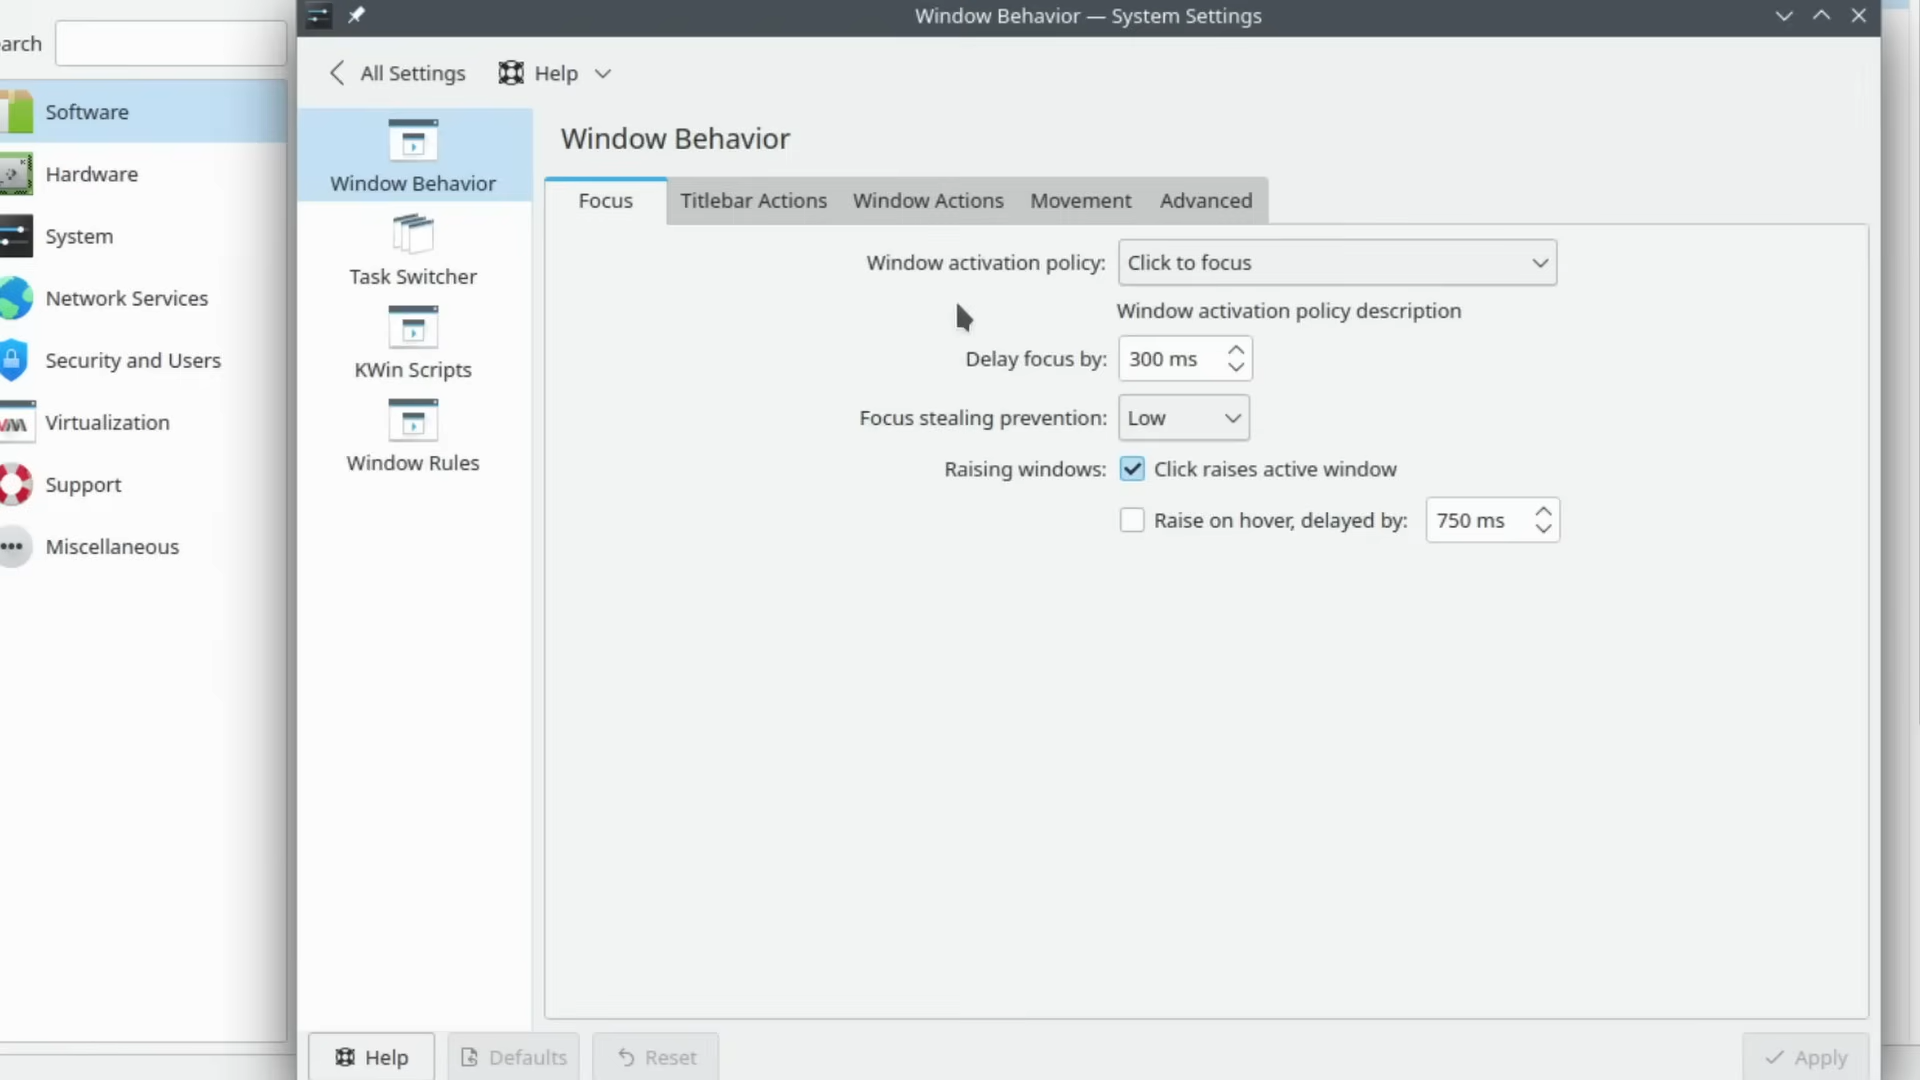 Window Behavior — System Settings
arch
All Settings
Help
Software
Hardware
System
Network Services
Security and Users
Virtualization
Support
Miscellaneous
Window Behavior
Task Switcher
KWin Scripts
Window Rules
Window Behavior
Focus
Titlebar Actions
Window Actions
Movement
Advanced
Window activation policy: Click to focus
Window activation policy description
Delay focus by: 300 ms
Focus stealing prevention: Low
Raising windows: Click raises active window
Raise on hover, delayed by: 750 ms
Help
Defaults
Reset
Apply